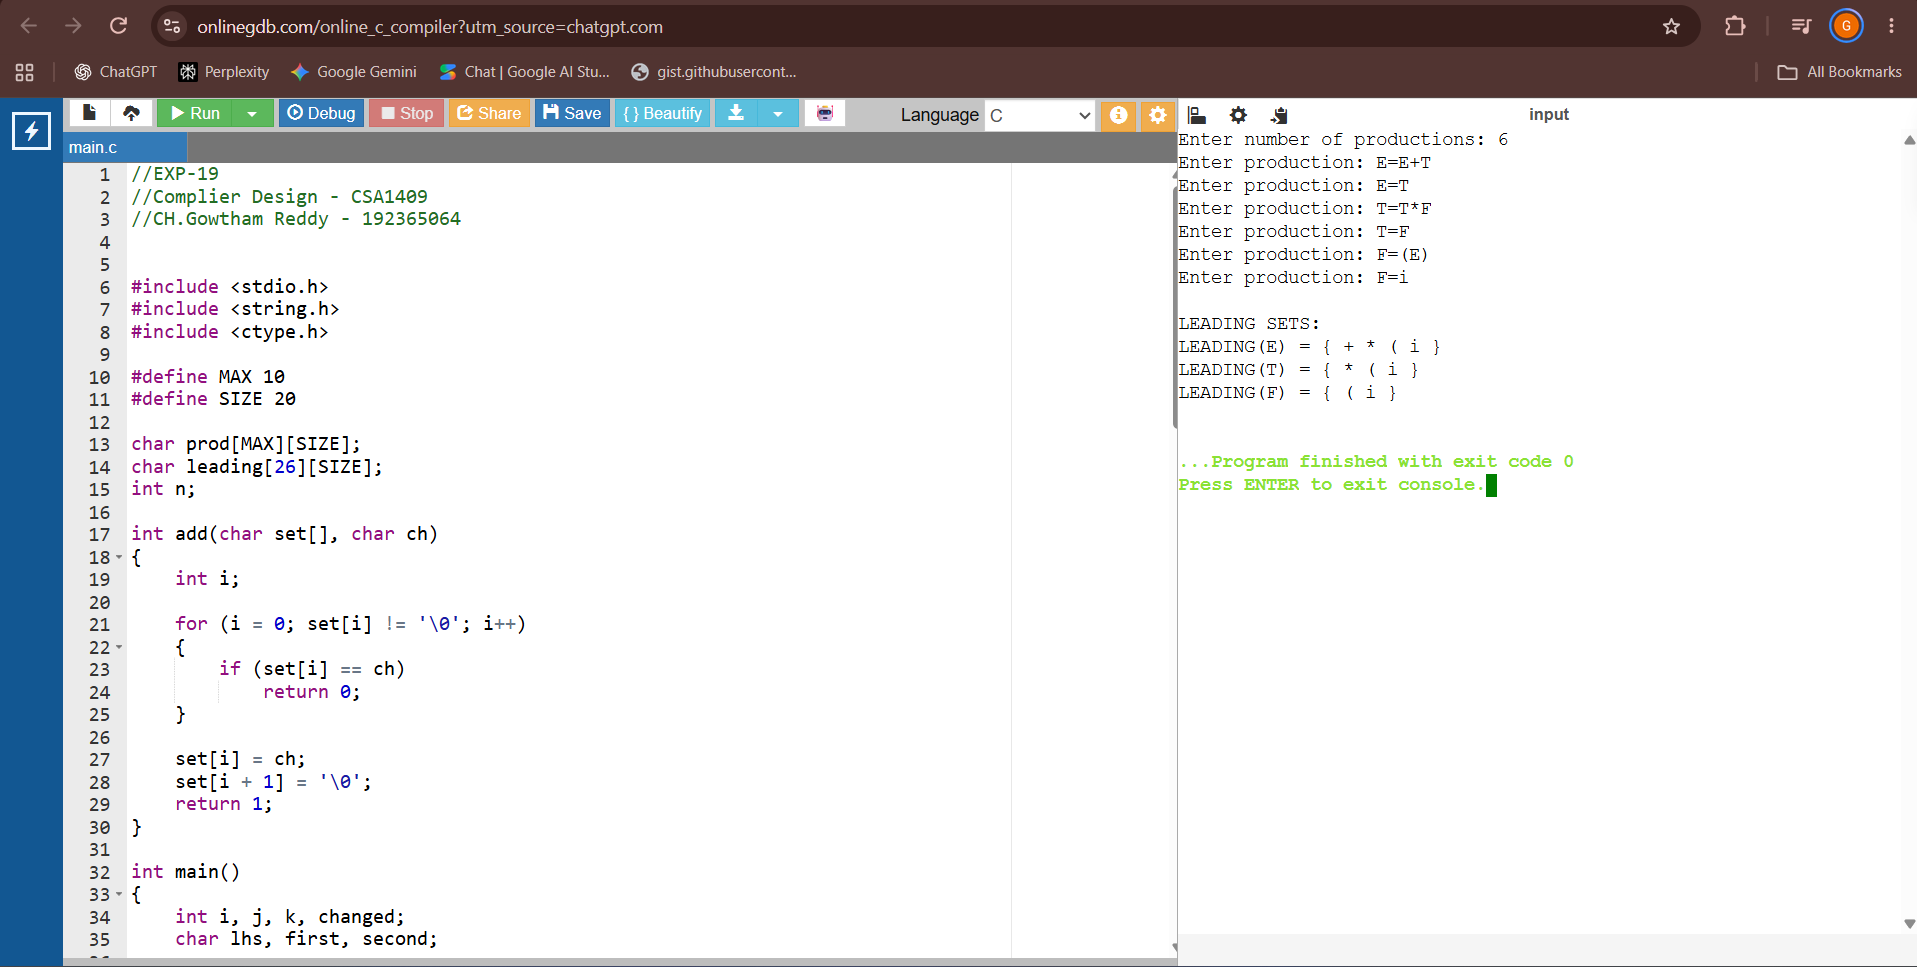 onlinegdb.com/online_c_compiler?utm_source=chatgpt.com
G
ChatGPT
Perplexity
Google Gemini
Chat | Google AI Stu...
gist.githubusercont...
All Bookmarks
Run
Debug
Stop
Share
Save
{ } Beautify
Language
C
input
main.c
1 //EXP-19
2 //Complier Design - CSA1409
3 //CH.Gowtham Reddy - 192365064
4
5
6 #include <stdio.h>
7 #include <string.h>
8 #include <ctype.h>
9
10 #define MAX 10
11 #define SIZE 20
12
13 char prod[MAX][SIZE];
14 char leading[26][SIZE];
15 int n;
16
17 int add(char set[], char ch)
18 {
19 int i;
20
21 for (i = 0; set[i] != '\0'; i++)
22 {
23 if (set[i] == ch)
24 return 0;
25 }
26
27 set[i] = ch;
28 set[i + 1] = '\0';
29 return 1;
30 }
31
32 int main()
33 {
34 int i, j, k, changed;
35 char lhs, first, second;
Enter number of productions: 6
Enter production: E=E+T
Enter production: E=T
Enter production: T=T*F
Enter production: T=F
Enter production: F=(E)
Enter production: F=i
LEADING SETS:
LEADING(E) = { + * ( i }
LEADING(T) = { * ( i }
LEADING(F) = { ( i }
...Program finished with exit code 0
Press ENTER to exit console.